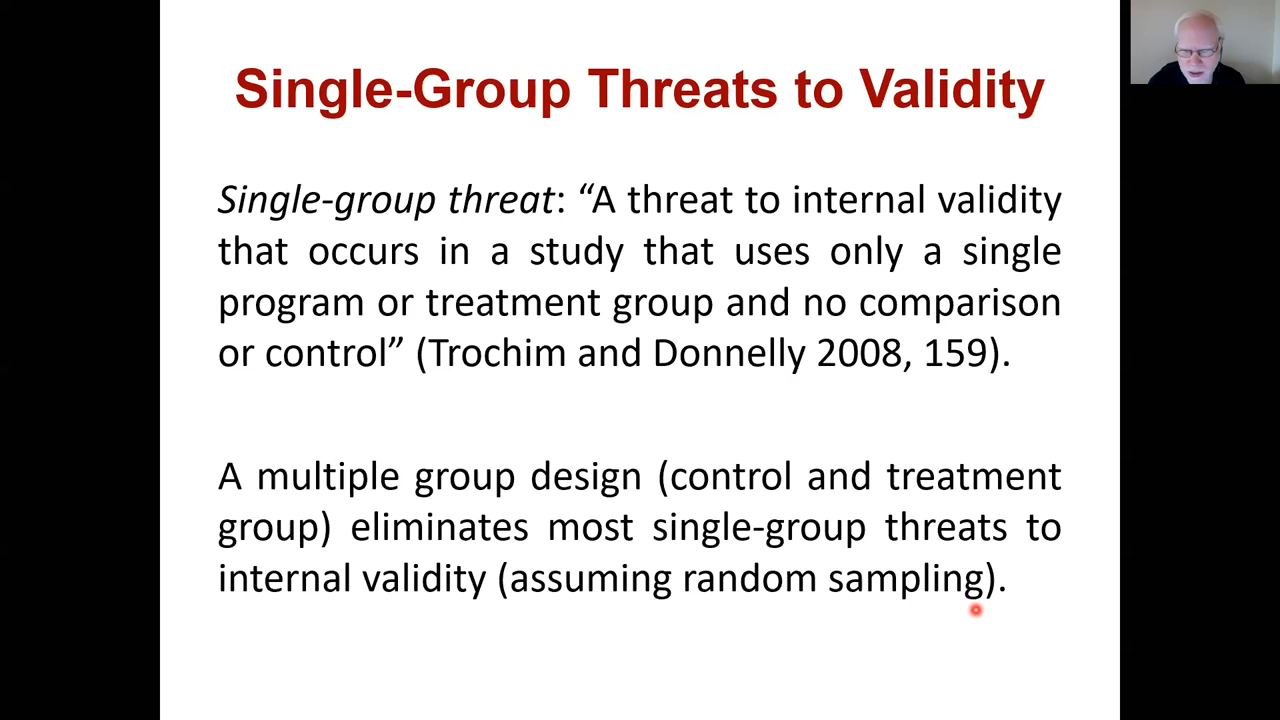 Single-Group Threats to Validity
Single-group threat: “A threat to internal validity
that occurs in a study that uses only a single
program or treatment group and no comparison
or control” (Trochim and Donnelly 2008, 159).
A multiple group design (control and treatment
group) eliminates most single-group threats to
internal validity (assuming random sampling).